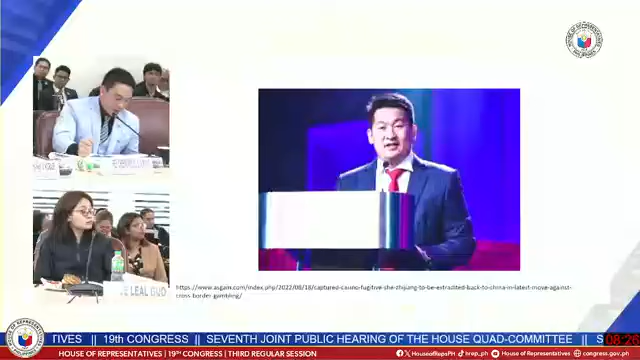 https://www.asgam.com/index.php/2022/08/18/captured-casino-fugitive-she-zhijiang-to-be-extradited-back-to-china-in-latest-move-against-
cross-border-gambling/
LEAL GUO
TIVES || 19th CONGRESS || SEVENTH JOINT PUBLIC HEARING OF THE HOUSE QUAD-COMMITTEE || S
HOUSE OF REPRESENTATIVES | 19TH CONGRESS | THIRD REGULAR SESSION
HouseofRepsPH hrep_ph House of Representatives congress.gov.ph